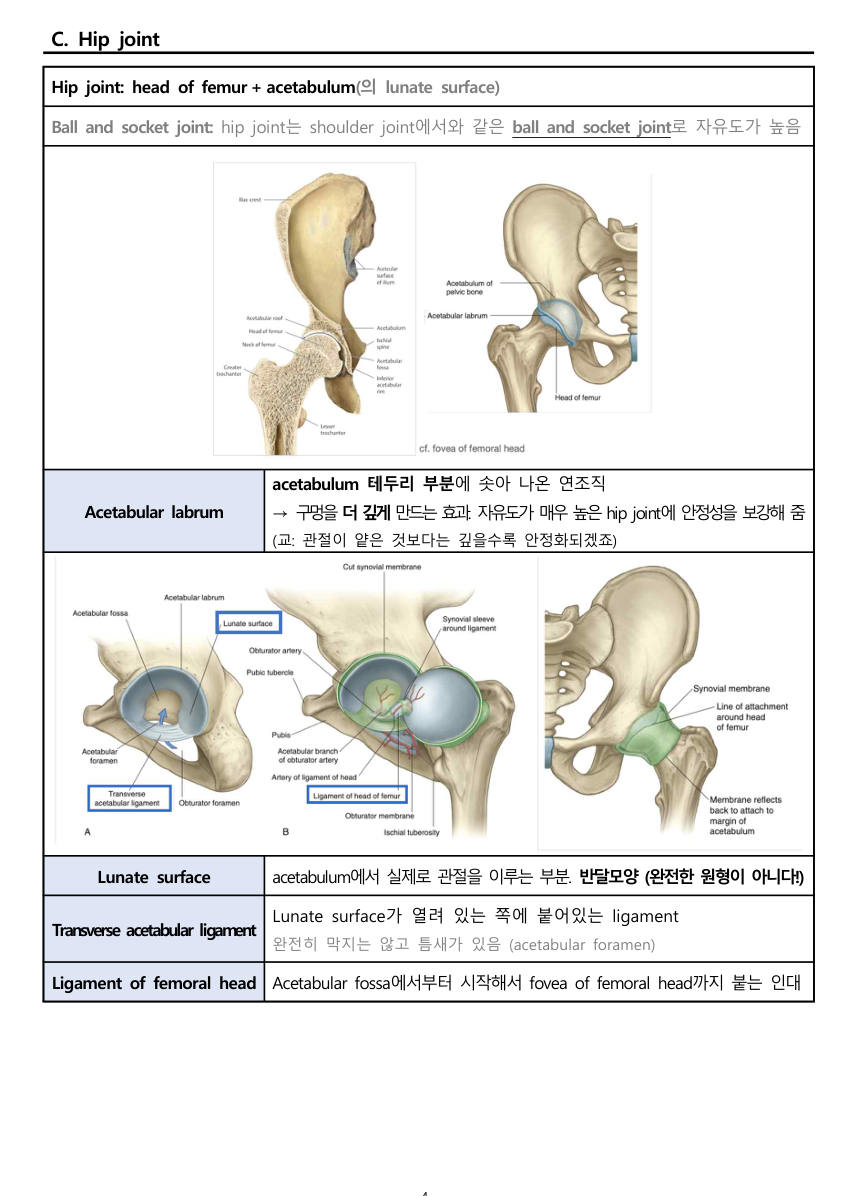 C. Hip joint
Hip joint: head of femur + acetabulum(의 lunate surface)
Ball and socket joint: hip joint는 shoulder joint에서와 같은 ball and socket joint로 자유도가 높음
Iliac crest
Auricular
surface
of ilium
Acetabular roof
Head of femur
Neck of femur
Greater
trochanter
Acetabulum
Ischial
spine
Acetabular
fossa
Inferior
acetabular
rim
Lesser
trochanter
Acetabulum of
pelvic bone
Acetabular labrum
Head of femur
cf. fovea of femoral head
Acetabular labrum
acetabulum 테두리 부분에 솟아 나온 연조직
→ 구멍을 더 깊게 만드는 효과. 자유도가 매우 높은 hip joint에 안정성을 보강해 줌
(교: 관절이 얕은 것보다는 깊을수록 안정화되겠죠)
Acetabular labrum
Acetabular fossa
Lunate surface
Acetabular
foramen
Transverse
acetabular ligament
Obturator foramen
A
Cut synovial membrane
Synovial sleeve
around ligament
Obturator artery
Pubic tubercle
Pubis
Acetabular branch
of obturator artery
Artery of ligament of head
Ligament of head of femur
Obturator membrane
Ischial tuberosity
B
Synovial membrane
Line of attachment
around head
of femur
Membrane reflects
back to attach to
margin of
acetabulum
Lunate surface
acetabulum에서 실제로 관절을 이루는 부분. 반달모양 (완전한 원형이 아니다!)
Transverse acetabular ligament
Lunate surface가 열려 있는 쪽에 붙어있는 ligament
완전히 막지는 않고 틈새가 있음 (acetabular foramen)
Ligament of femoral head
Acetabular fossa에서부터 시작해서 fovea of femoral head까지 붙는 인대